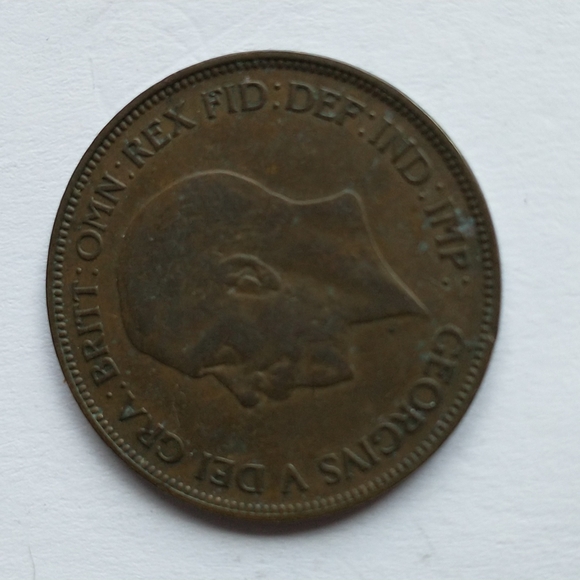 GEORGIVS V DEI GRA: BRITT: OMN: REX FID: DEF: IND: IMP: